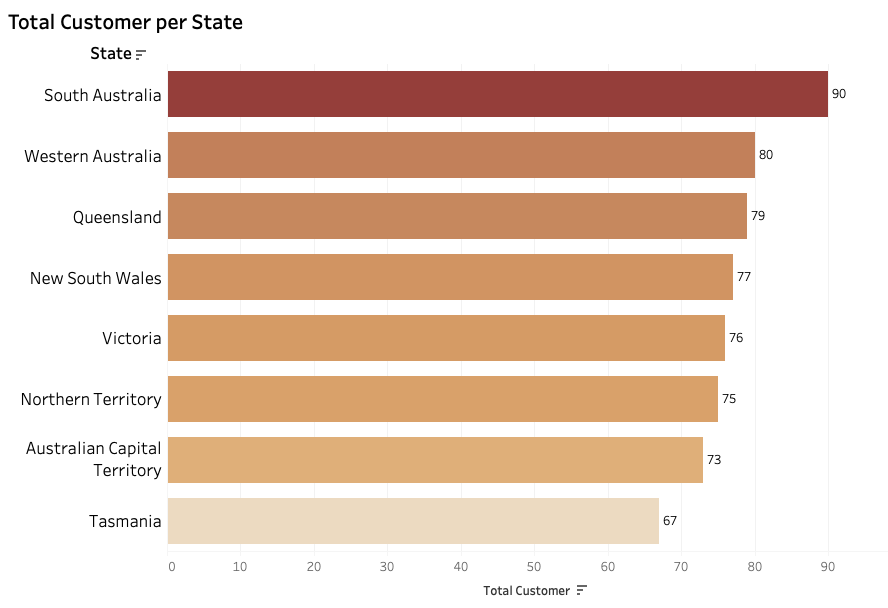 Total Customer per State
State
South Australia
90
Western Australia
80
Queensland
79
New South Wales
77
Victoria
76
Northern Territory
75
Australian Capital
Territory
73
Tasmania
67
0 10 20 30 40 50 60 70 80 90
Total Customer